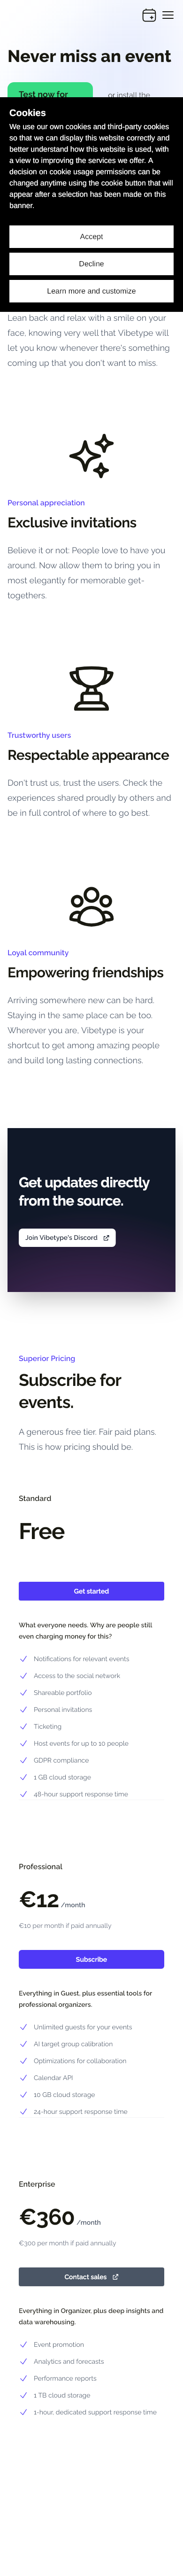 Never miss an event
Test now for
or install the
Cookies
We use our own cookies and third-party cookies
so that we can display this website correctly and
better understand how this website is used, with
a view to improving the services we offer. A
decision on cookie usage permissions can be
changed anytime using the cookie button that will
appear after a selection has been made on this
banner.
Accept
Decline
Learn more and customize
Lean back and relax with a smile on your
face, knowing very well that Vibetype will
let you know whenever there's something
coming up that you don't want to miss.
Personal appreciation
Exclusive invitations
Believe it or not: People love to have you
around. Now allow them to bring you in
most elegantly for memorable get-
togethers.
Trustworthy users
Respectable appearance
Don't trust us, trust the users. Check the
experiences shared proudly by others and
be in full control of where to go best.
Loyal community
Empowering friendships
Arriving somewhere new can be hard.
Staying in the same place can be too.
Wherever you are, Vibetype is your
shortcut to get among amazing people
and build long lasting connections.
Get updates directly
from the source.
Join Vibetype's Discord
Superior Pricing
Subscribe for
events.
A generous free tier. Fair paid plans.
This is how pricing should be.
Standard
Free
Get started
What everyone needs. Why are people still
even charging money for this?
Notifications for relevant events
Access to the social network
Shareable portfolio
Personal invitations
Ticketing
Host events for up to 10 people
GDPR compliance
1 GB cloud storage
48-hour support response time
Professional
€12 /month
€10 per month if paid annually
Subscribe
Everything in Guest, plus essential tools for
professional organizers.
Unlimited guests for your events
AI target group calibration
Optimizations for collaboration
Calendar API
10 GB cloud storage
24-hour support response time
Enterprise
€360 /month
€300 per month if paid annually
Contact sales
Everything in Organizer, plus deep insights and
data warehousing.
Event promotion
Analytics and forecasts
Performance reports
1 TB cloud storage
1-hour, dedicated support response time